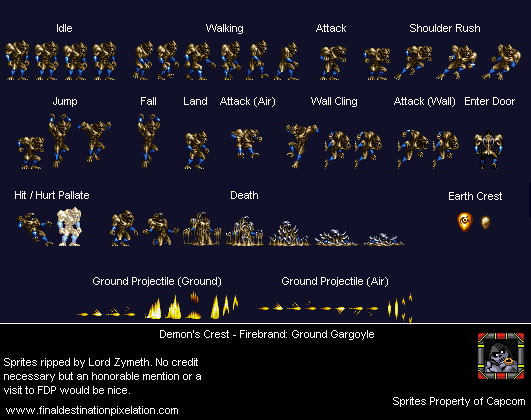 Idle Walking Attack Shoulder Rush
Jump Fall Land Attack (Air) Wall Cling Attack (Wall) Enter Door
Hit / Hurt Pallate Death Earth Crest
Ground Projectile (Ground) Ground Projectile (Air)
Demon's Crest - Firebrand: Ground Gargoyle
Sprites ripped by Lord Zymeth. No credit
necessary but an honorable mention or a
visit to FDP would be nice.
www.finaldestinationpixelation.com
Sprites Property of Capcom